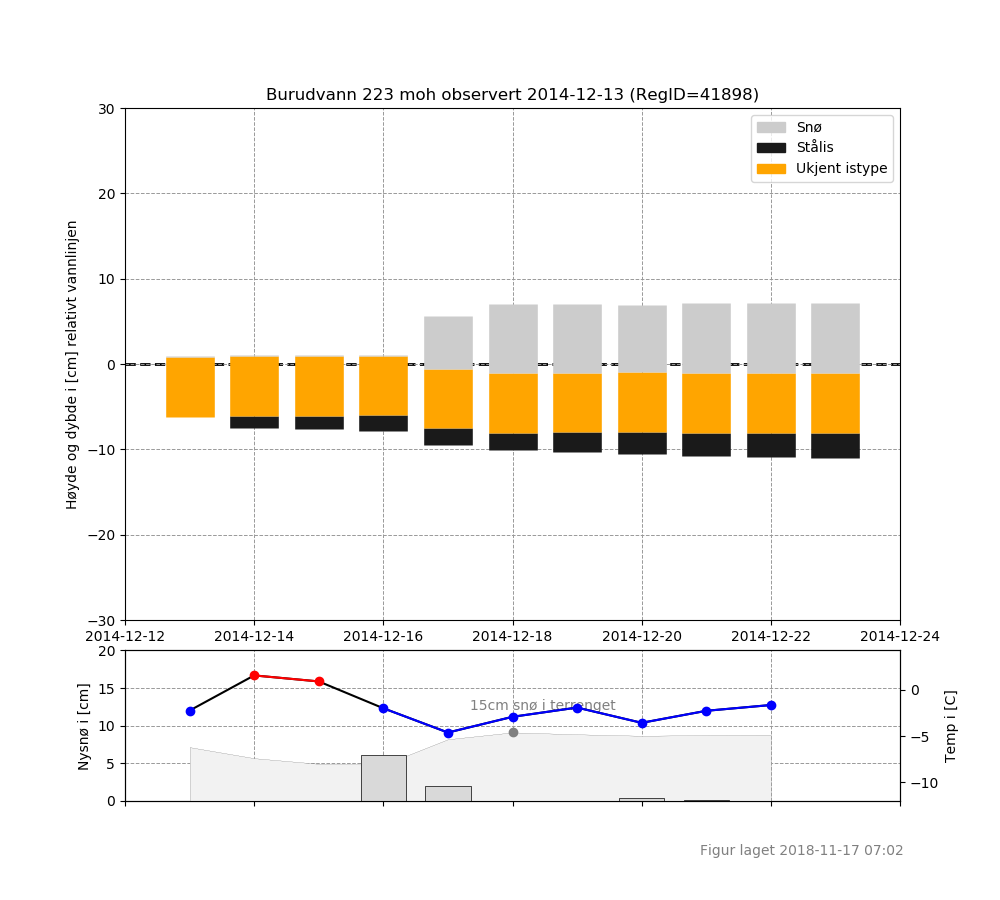 Burudvann 223 moh observert 2014-12-13 (RegID=41898)
Høyde og dybde i [cm] relativt vannlinjen
30
20
10
0
−10
−20
−30
Snø
Stålis
Ukjent istype
2014-12-12 2014-12-14 2014-12-16 2014-12-18 2014-12-20 2014-12-22 2014-12-24
Nysnø i [cm]
20
15
10
5
0
15cm snø i terrenget
0
−5
−10
Temp i [C]
Figur laget 2018-11-17 07:02